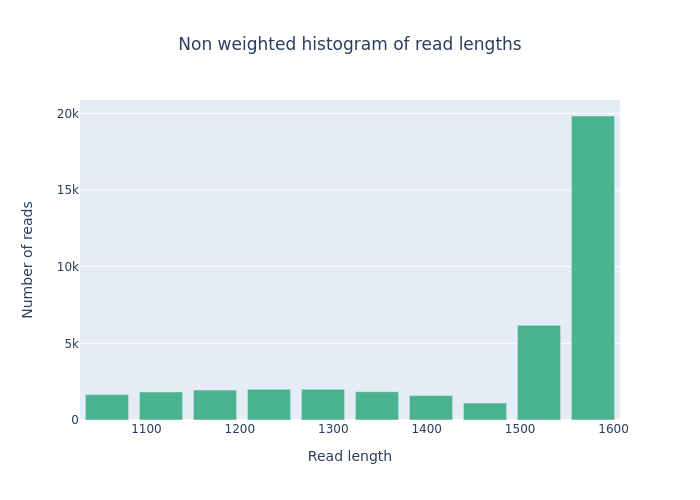 Non weighted histogram of read lengths
20k
15k
10k
5k
0
Number of reads
1100 1200 1300 1400 1500 1600
Read length